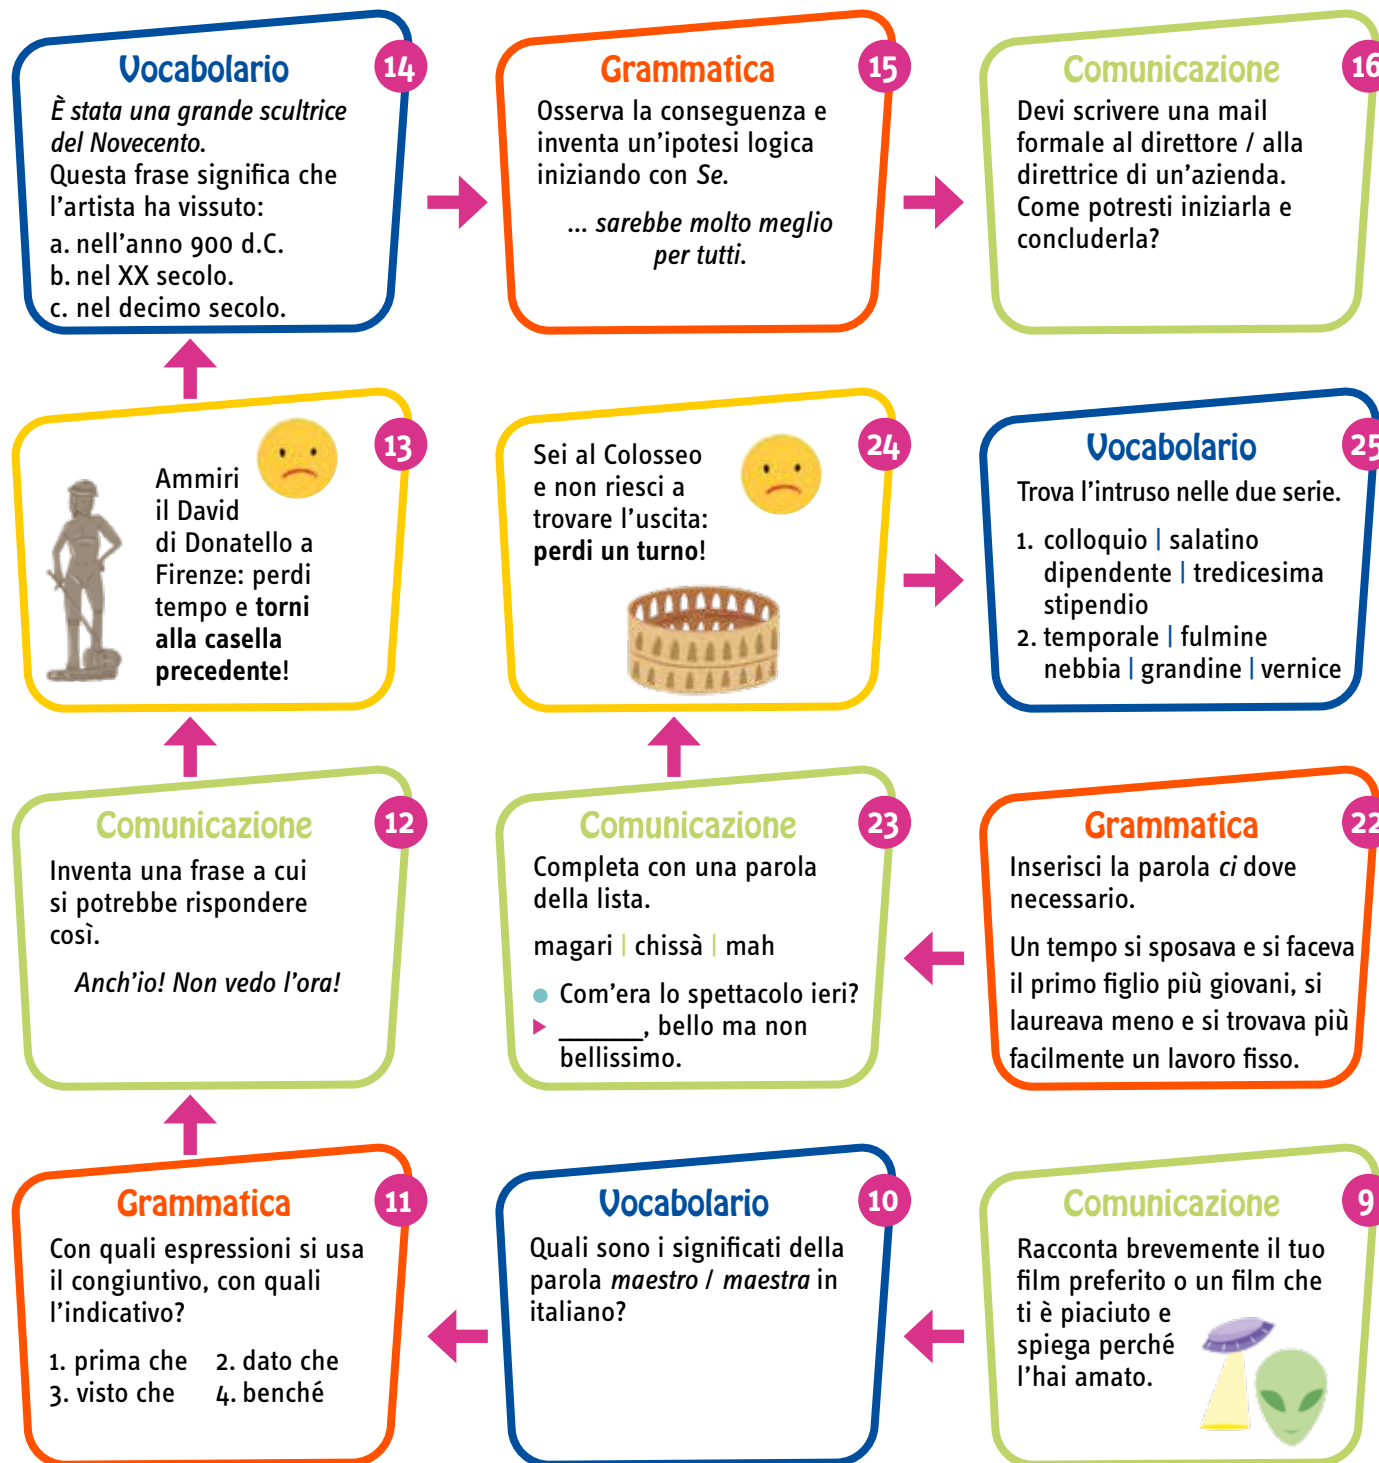 Vocabolario
14
È stata una grande scultrice
del Novecento.
Questa frase significa che
l'artista ha vissuto:
a. nell'anno 900 d.C.
b. nel XX secolo.
c. nel decimo secolo.
Grammatica
15
Osserva la conseguenza e
inventa un'ipotesi logica
iniziando con Se.
... sarebbe molto meglio
per tutti.
Comunicazione
16
Devi scrivere una mail
formale al direttore / alla
direttrice di un'azienda.
Come potresti iniziarla e
concluderla?
13
Ammiri
il David
di Donatello a
Firenze: perdi
tempo e torni
alla casella
precedente!
24
Sei al Colosseo
e non riesci a
trovare l'uscita:
perdi un turno!
Vocabolario
25
Trova l'intruso nelle due serie.
1. colloquio | salatino
dipendente | tredicesima
stipendio
2. temporale | fulmine
nebbia | grandine | vernice
Comunicazione
12
Inventa una frase a cui
si potrebbe rispondere
così.
Anch'io! Non vedo l'ora!
Comunicazione
23
Completa con una parola
della lista.
magari | chissà | mah
Com'era lo spettacolo ieri?
_______, bello ma non
bellissimo.
Grammatica
22
Inserisci la parola ci dove
necessario.
Un tempo si sposava e si faceva
il primo figlio più giovani, si
laureava meno e si trovava più
facilmente un lavoro fisso.
Grammatica
11
Con quali espressioni si usa
il congiuntivo, con quali
l'indicativo?
1. prima che 2. dato che
3. visto che 4. benché
Vocabolario
10
Quali sono i significati della
parola maestro / maestra in
italiano?
Comunicazione
9
Racconta brevemente il tuo
film preferito o un film che
ti è piaciuto e
spiega perché
l'hai amato.